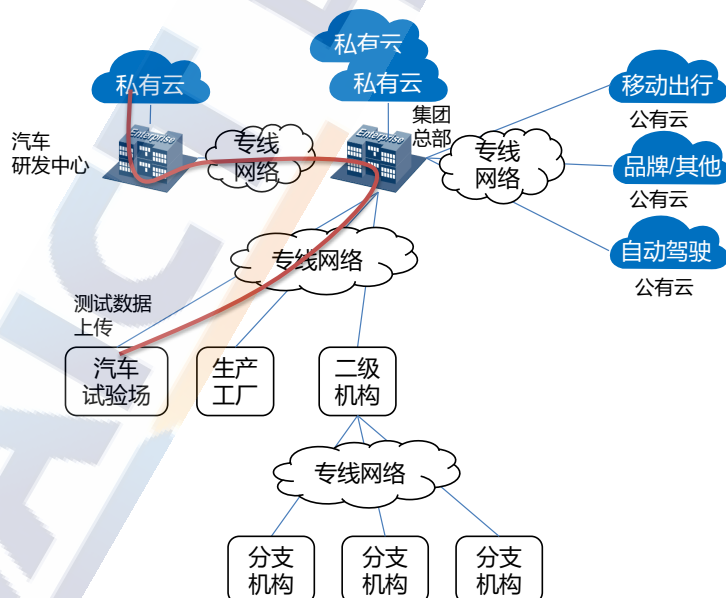 私有云
私有云
私有云
移动出行
公有云
Enterprise
Enterprise
集团
总部
汽车
研发中心
专线
网络
专线
网络
品牌/其他
公有云
专线网络
自动驾驶
公有云
测试数据
上传
汽车
试验场
生产
工厂
二级
机构
专线网络
分支
机构
分支
机构
分支
机构